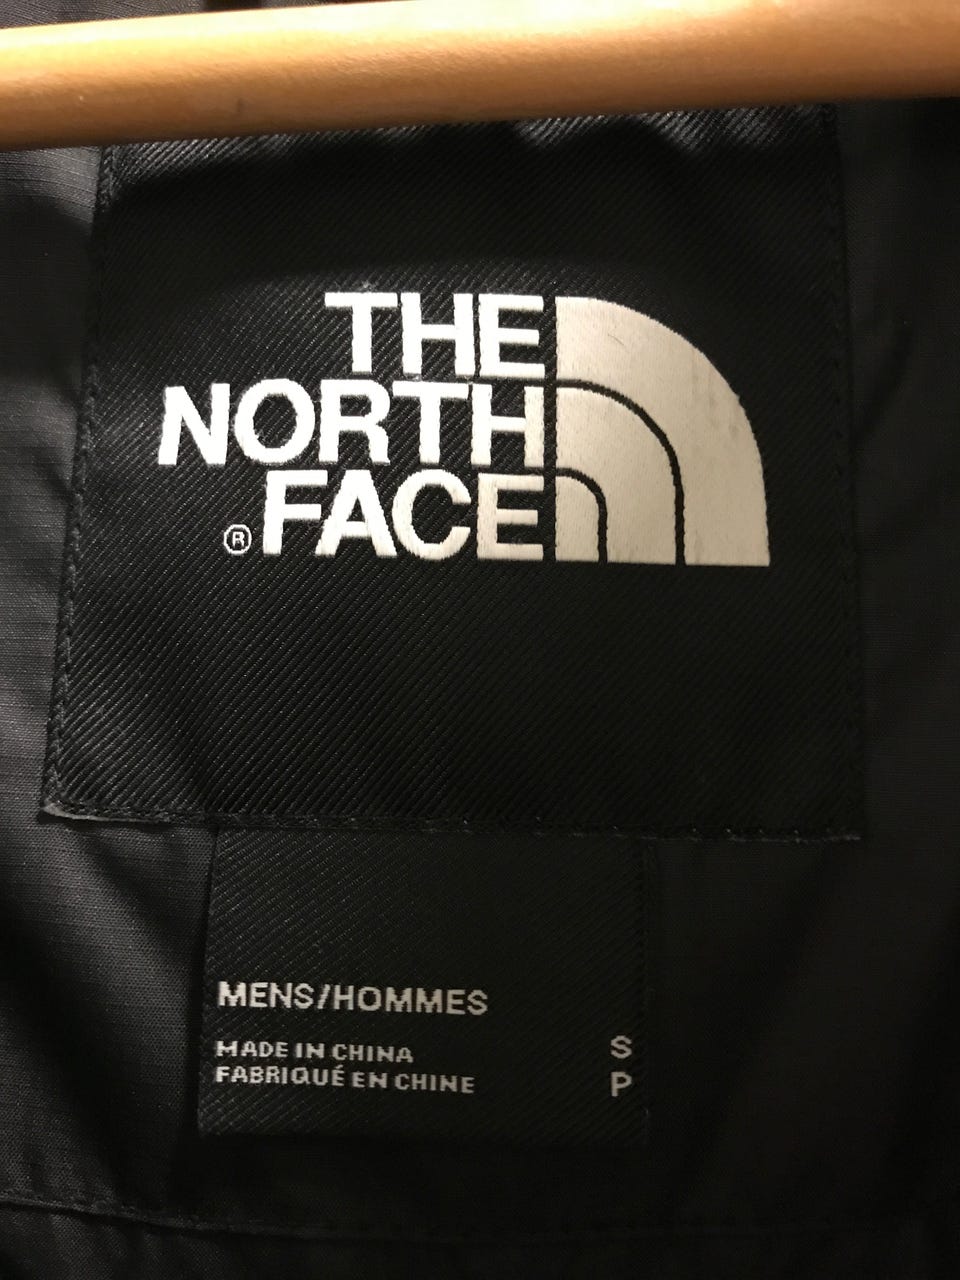 THE
NORTH
FACE
®
MENS/HOMMES
MADE IN CHINA S
FABRIQUÉ EN CHINE P